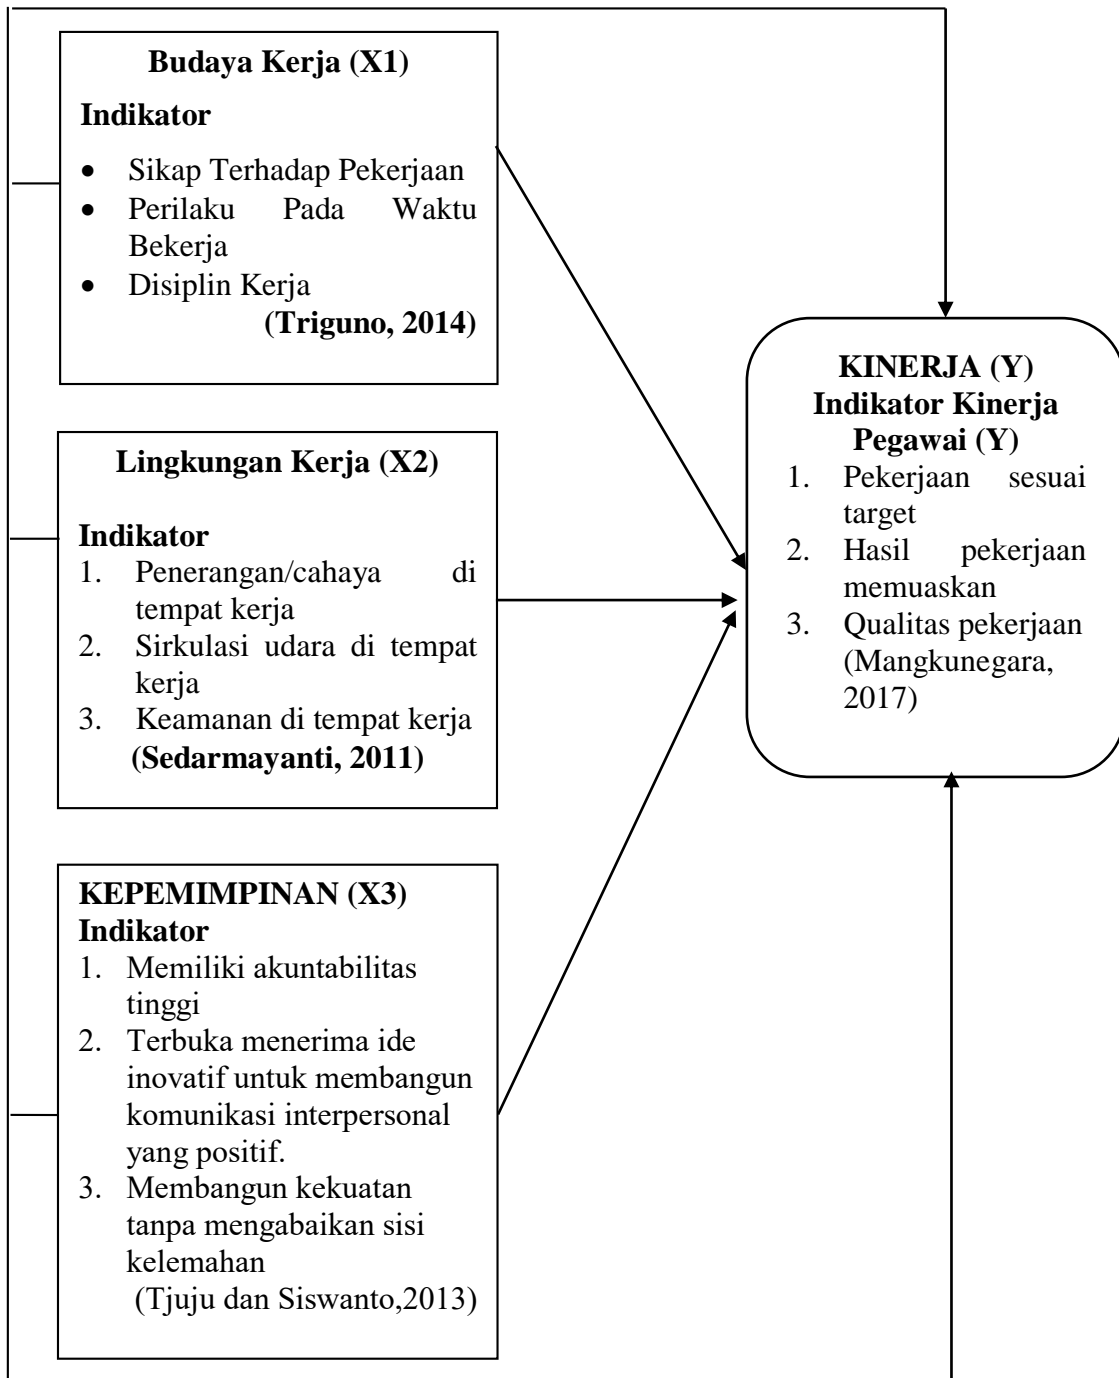 Budaya Kerja (X1)
Indikator
• Sikap Terhadap Pekerjaan
• Perilaku Pada Waktu
Bekerja
• Disiplin Kerja
(Triguno, 2014)
Lingkungan Kerja (X2)
Indikator
1. Penerangan/cahaya di
tempat kerja
2. Sirkulasi udara di tempat
kerja
3. Keamanan di tempat kerja
(Sedarmayanti, 2011)
KEPEMIMPINAN (X3)
Indikator
1. Memiliki akuntabilitas
tinggi
2. Terbuka menerima ide
inovatif untuk membangun
komunikasi interpersonal
yang positif.
3. Membangun kekuatan
tanpa mengabaikan sisi
kelemahan
(Tjuju dan Siswanto,2013)
KINERJA (Y)
Indikator Kinerja
Pegawai (Y)
1. Pekerjaan sesuai
target
2. Hasil pekerjaan
memuaskan
3. Qualitas pekerjaan
(Mangkunegara,
2017)